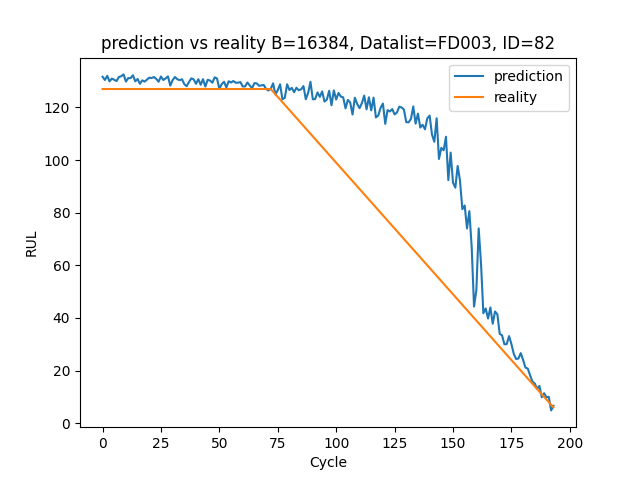 prediction vs reality B=16384, Datalist=FD003, ID=82
prediction
reality
RUL
120
100
80
60
40
20
0
0 25 50 75 100 125 150 175 200
Cycle